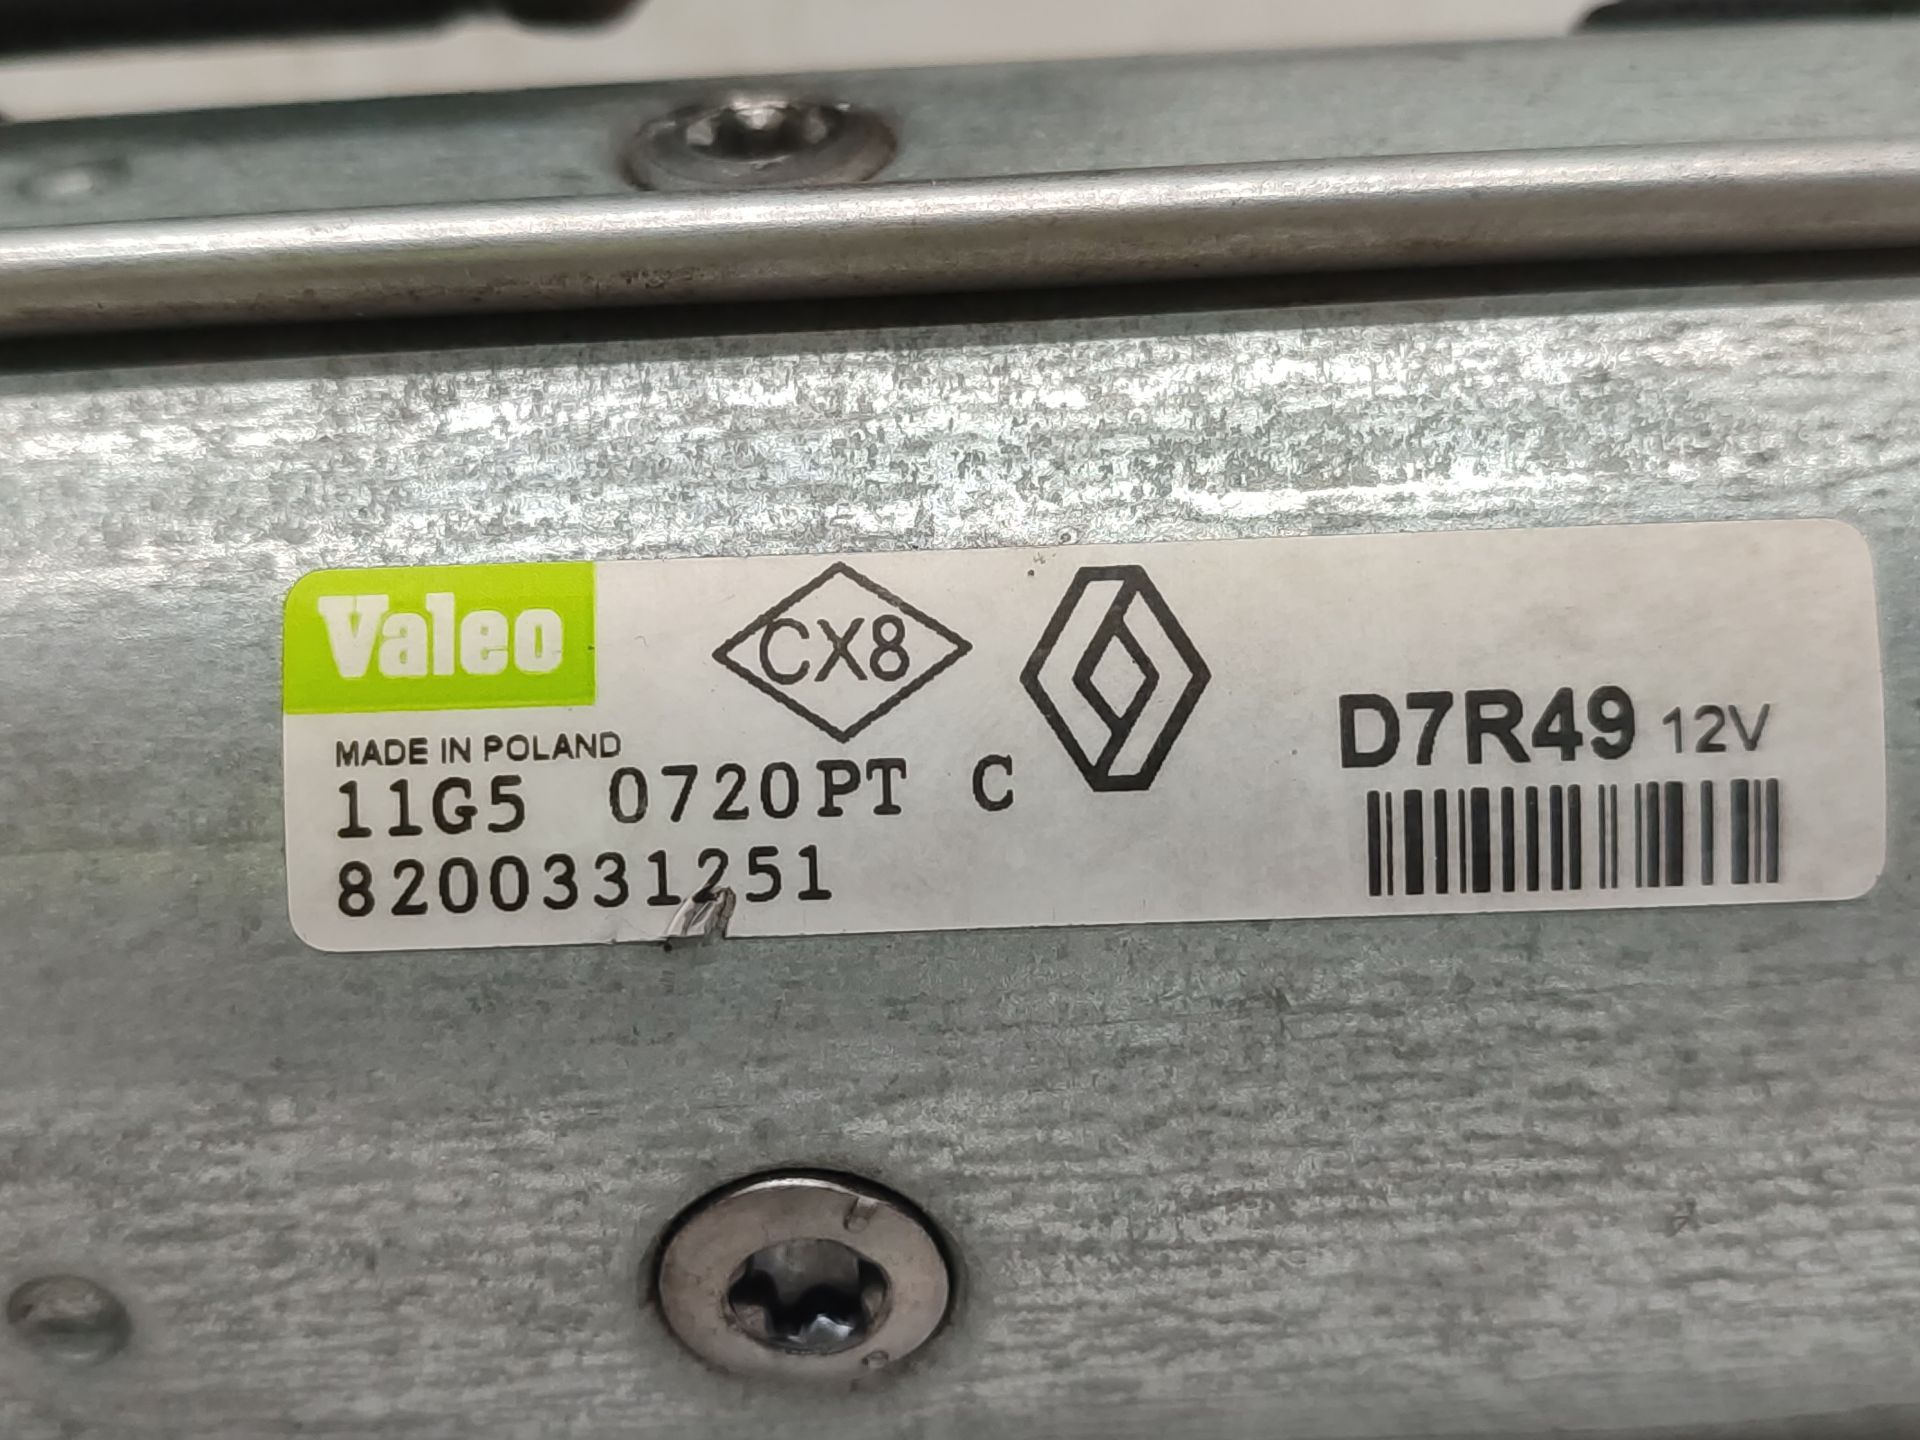 Valeo
CX8
D7R49 12V
MADE IN POLAND
11G5 0720PT C
8200331251